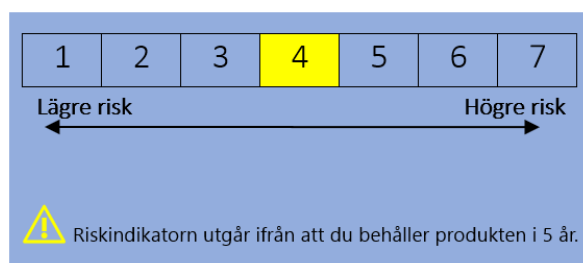 1 2 3 4 5 6 7
Lägre risk Högre risk
Riskindikatorn utgår ifrån att du behåller produkten i 5 år.